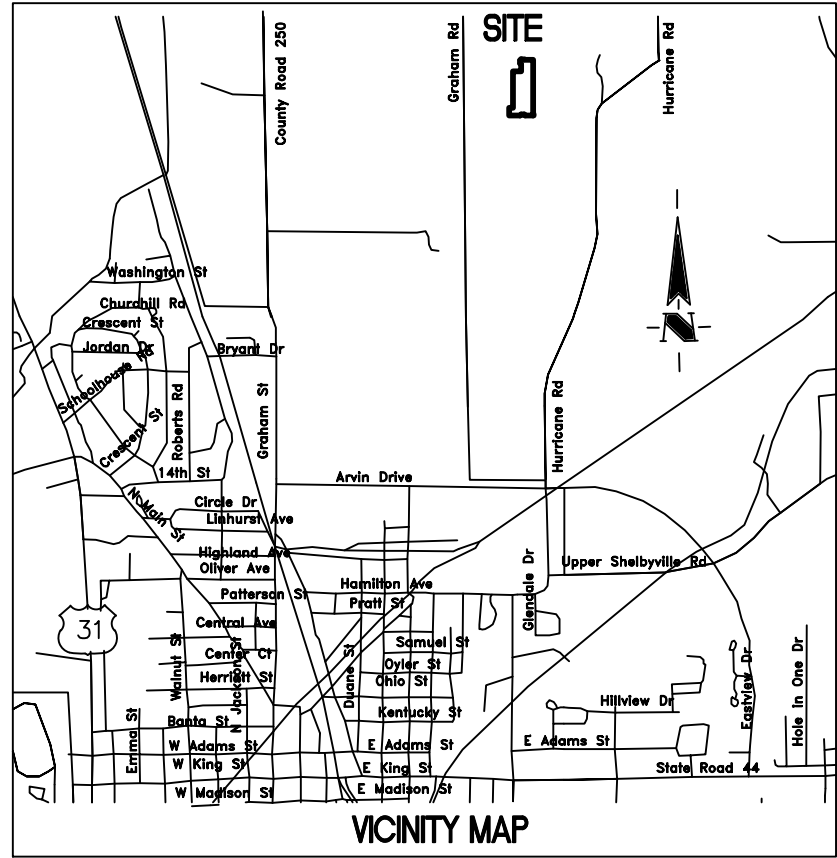 SITE
County Road 250
Graham Rd
Hurricane Rd
N
Washington St
Churchill Rd
Crescent St
Jordan Dr
Schoolhouse Rd
Bryant Dr
Roberts Rd
Graham St
Hurricane Rd
Crescent St
14th St
Arvin Drive
N Main St
Circle Dr
Linhurst Ave
Highland Ave
Oliver Ave
Upper Shelbyville Rd
Glendale Dr
Hamilton Ave
Patterson St
Pratt St
31
Central Ave
Walnut St
N Jackson St
Center Ct
Samuel St
Duane St
Oyler St
Herriott St
Ohio St
Eastview Dr
Hole in One Dr
Hillview Dr
Kentucky St
Emma St
Banta St
W Adams St
E Adams St
E Adams St
W King St
E King St
State Road 44
W Madison St
E Madison St
VICINITY MAP